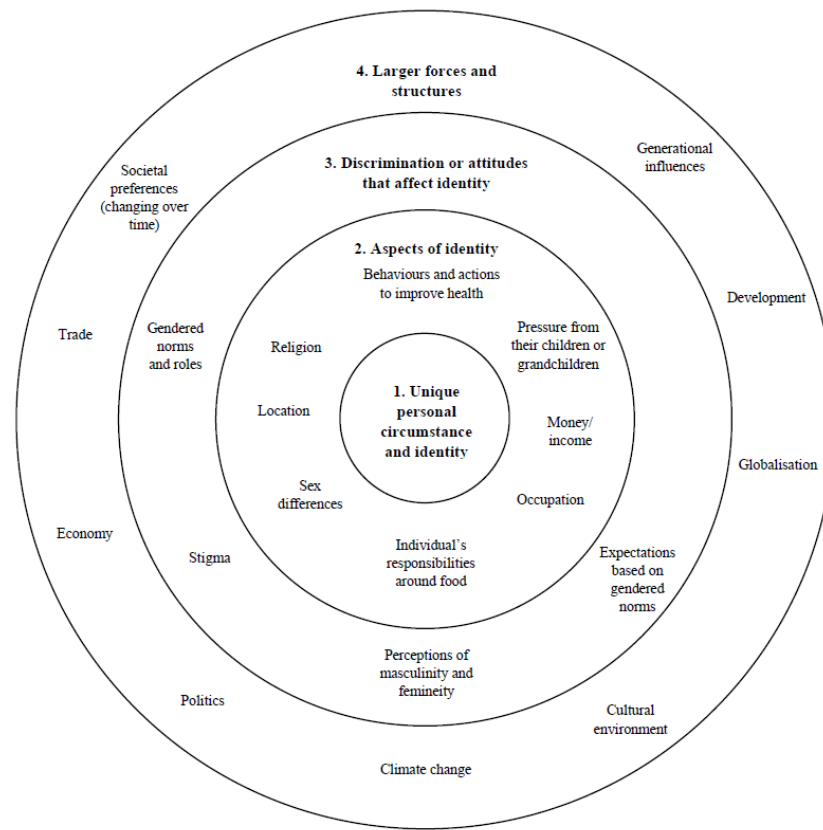 4. Larger forces and
structures
Generational
influences
3. Discrimination or attitudes
that affect identity
Societal
preferences
(changing over
time)
2. Aspects of identity
Behaviours and actions
to improve health
Development
Trade
Gendered
norms
and roles
Religion
Pressure from
their children or
grandchildren
1. Unique
personal
circumstance
and identity
Location
Money/
income
Globalisation
Sex
differences
Occupation
Economy
Stigma
Individual's
responsibilities
around food
Expectations
based on
gendered
norms
Perceptions of
masculinity and
femineity
Politics
Cultural
environment
Climate change